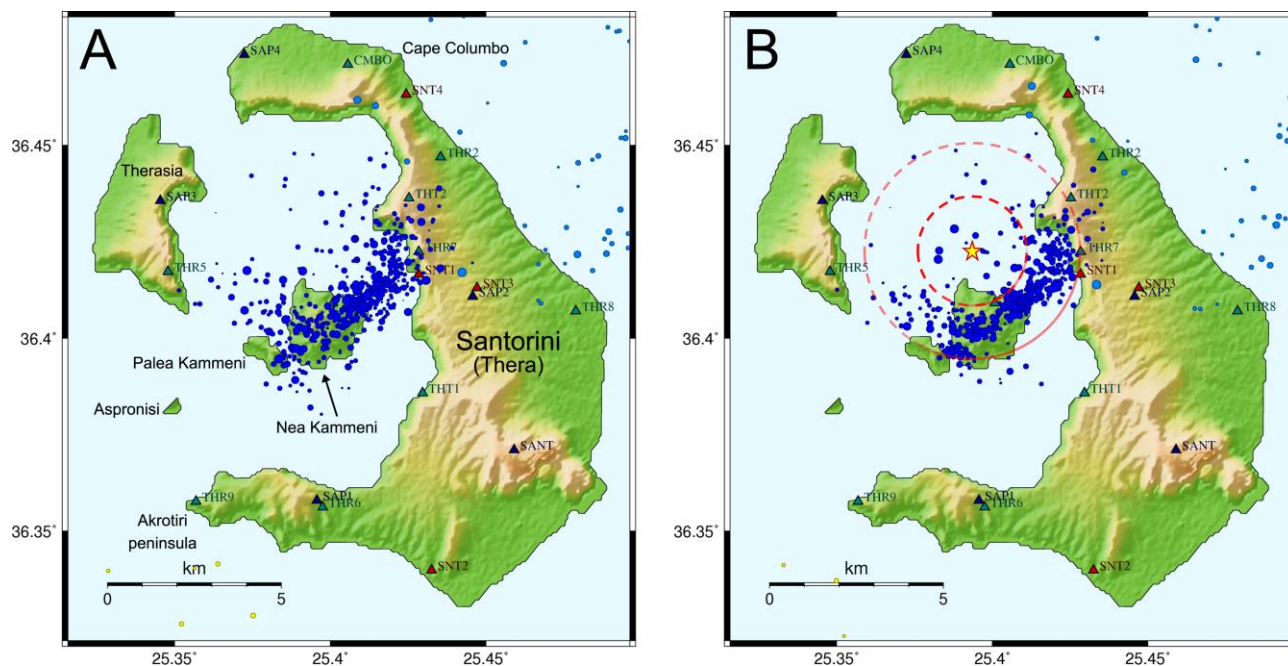 A
SAP4
Cape Columbo
CMBO
SNT4
THR2
36.45°
Therasia
SAP3
THT2
THR7
THR5
SNT1
SNT3
SAP2
THR8
36.4°
Santorini
(Thera)
Palea Kammeni
THT1
Aspronisi
Nea Kammeni
SANT
THR9
SAP1
THR6
Akrotiri
peninsula
36.35°
SNT2
km
0
5
25.35
25.4
25.45
B
SAP4
CMBO
SNT4
THR2
36.45°
SAP3
THT2
THR7
THR5
SNT1
SNT3
SAP2
THR8
36.4°
THT1
SANT
THR9
SAP1
THR6
36.35°
SNT2
km
0
5
25.35
25.4
25.45